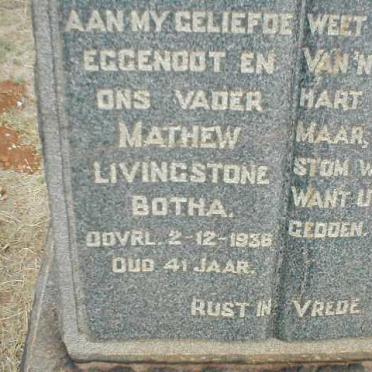 AAN MY GELIEFDE
EGGENOOT EN
ONS VADER
MATHEW
LIVINGSTONE
BOTHA.
OORL. 2-12-1936
OUD 41 JAAR.
WEET
VAN 'N
HART
MAAR,
STOM
WANT U
GEDOEN.
RUST IN VREDE